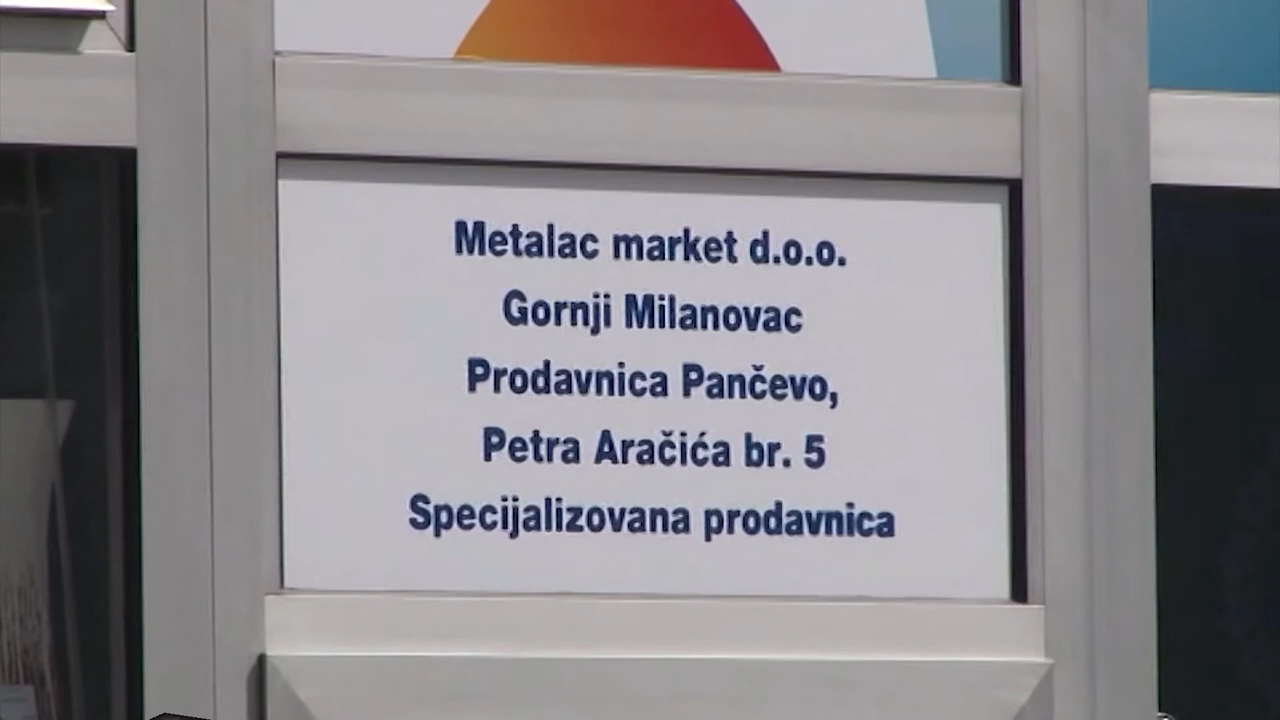 Metalac market d.o.o.
Gornji Milanovac
Prodavnica Pančevo,
Petra Aračića br. 5
Specijalizovana prodavnica